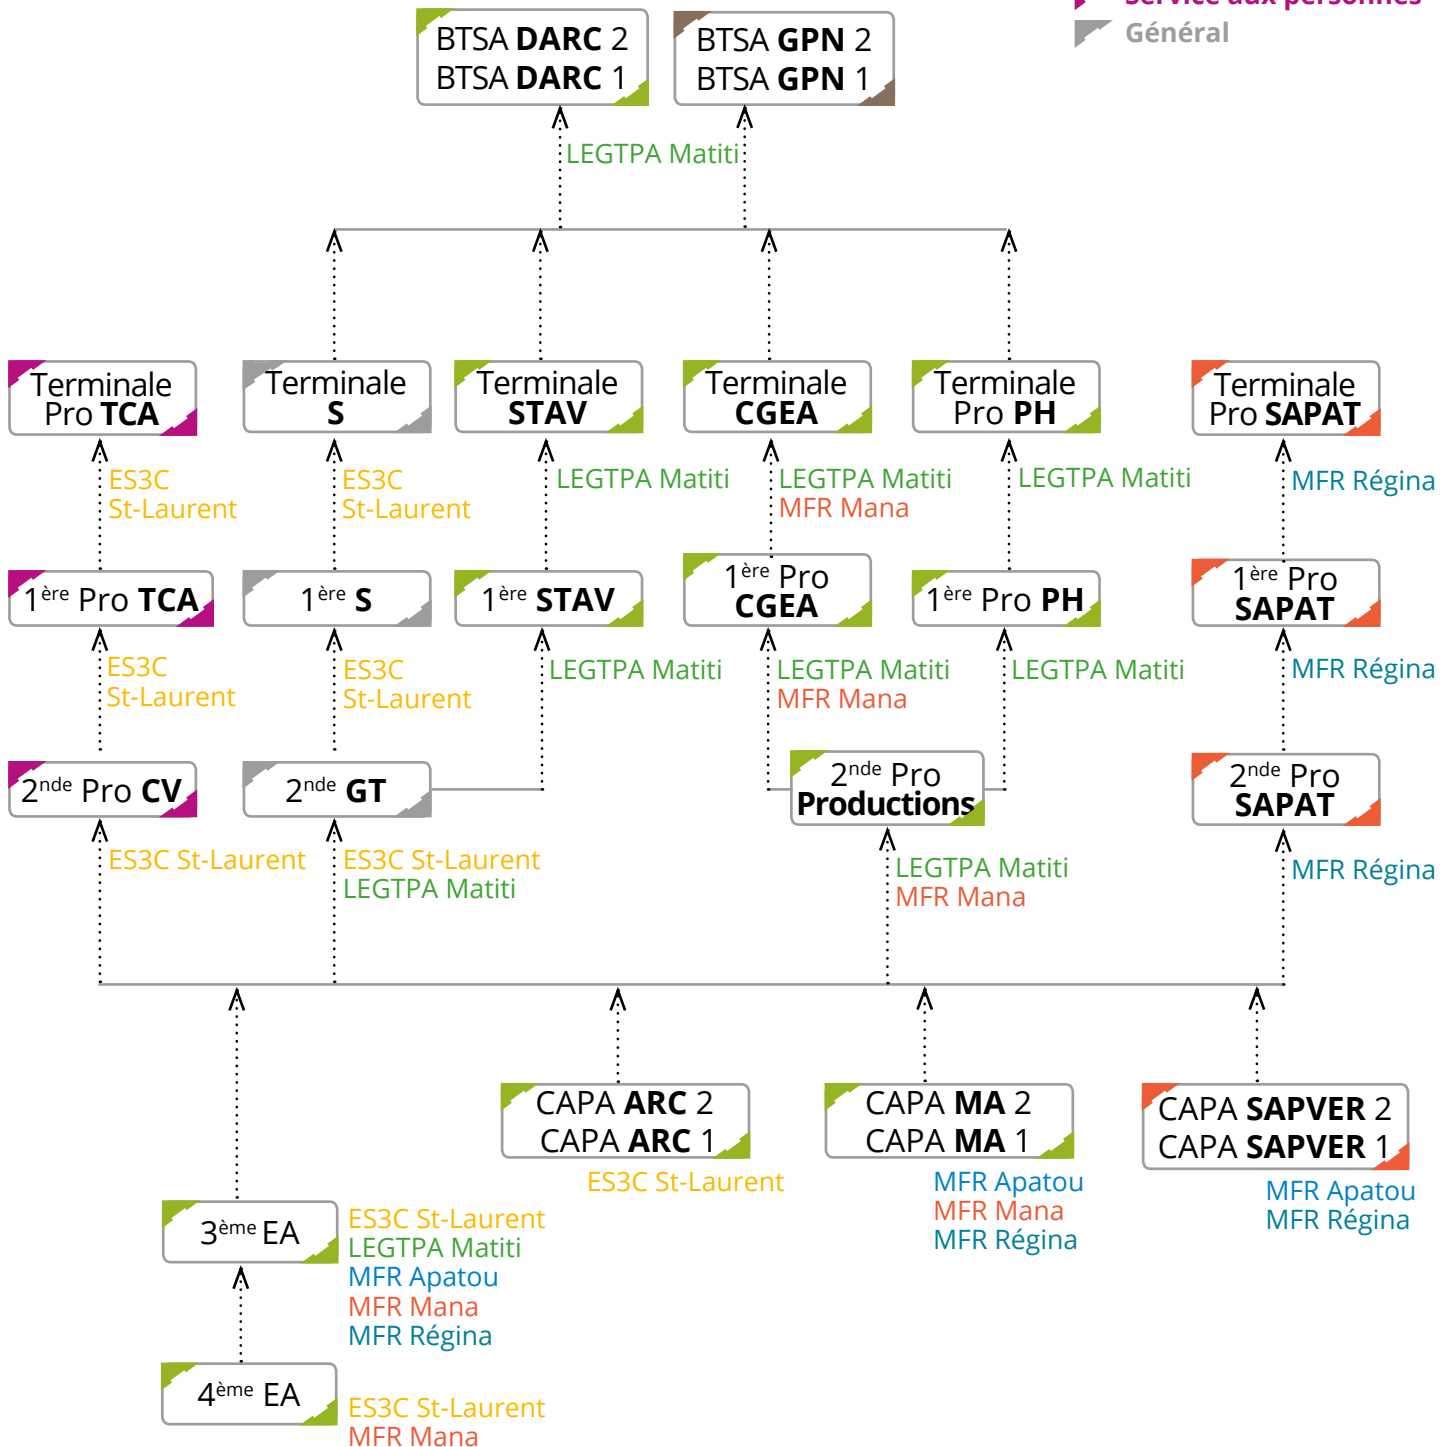 Service aux personnes
Général
BTSA DARC 2
BTSA DARC 1
BTSA GPN 2
BTSA GPN 1
LEGTPA Matiti
Terminale
Pro TCA
Terminale
S
Terminale
STAV
Terminale
CGEA
Terminale
Pro PH
Terminale
Pro SAPAT
ES3C
St-Laurent
ES3C
St-Laurent
LEGTPA Matiti
LEGTPA Matiti
MFR Mana
LEGTPA Matiti
MFR Régina
1ère Pro TCA
1ère S
1ère STAV
1ère Pro
CGEA
1ère Pro PH
1ère Pro
SAPAT
ES3C
St-Laurent
ES3C
St-Laurent
LEGTPA Matiti
LEGTPA Matiti
MFR Mana
LEGTPA Matiti
MFR Régina
2nde Pro CV
2nde GT
2nde Pro
Productions
2nde Pro
SAPAT
ES3C St-Laurent
ES3C St-Laurent
LEGTPA Matiti
LEGTPA Matiti
MFR Mana
MFR Régina
CAPA ARC 2
CAPA ARC 1
ES3C St-Laurent
CAPA MA 2
CAPA MA 1
MFR Apatou
MFR Mana
MFR Régina
CAPA SAPVER 2
CAPA SAPVER 1
MFR Apatou
MFR Régina
3ème EA
ES3C St-Laurent
LEGTPA Matiti
MFR Apatou
MFR Mana
MFR Régina
4ème EA
ES3C St-Laurent
MFR Mana